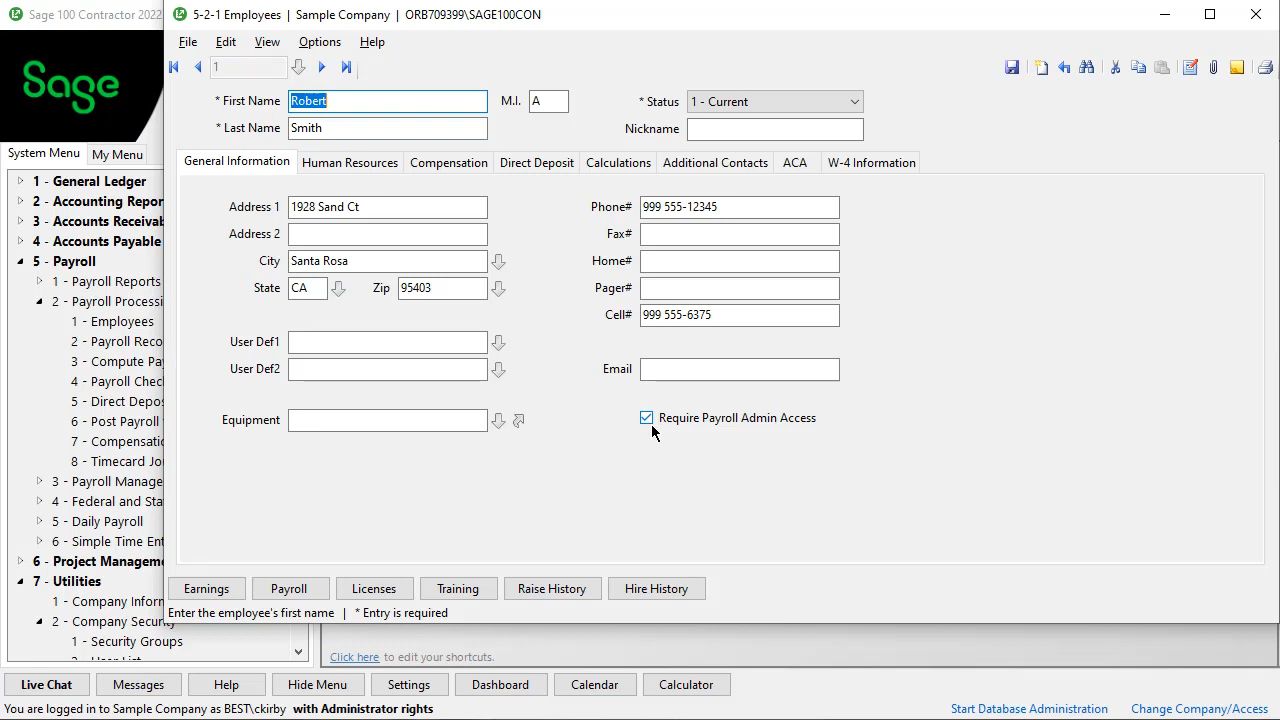 Sage 100 Contractor 2022
5-2-1 Employees | Sample Company | ORB709399\SAGE100CON
File Edit View Options Help
1
Sage
* First Name Robert M.I. A * Status 1 - Current
* Last Name Smith Nickname
System Menu My Menu
General Information Human Resources Compensation Direct Deposit Calculations Additional Contacts ACA W-4 Information
1 - General Ledger
2 - Accounting Repor
3 - Accounts Receivab
4 - Accounts Payable
5 - Payroll
1 - Payroll Reports
2 - Payroll Processi
1 - Employees
2 - Payroll Reco
3 - Compute Pay
4 - Payroll Chec
5 - Direct Depos
6 - Post Payroll
7 - Compensatio
8 - Timecard Jo
3 - Payroll Manage
4 - Federal and Sta
5 - Daily Payroll
6 - Simple Time Ent
6 - Project Manageme
7 - Utilities
1 - Company Inforn
2 - Company Security
1 - Security Groups
Address 1 1928 Sand Ct Phone# 999 555-12345
Address 2 Fax#
City Santa Rosa Home#
State CA Zip 95403 Pager#
Cell# 999 555-6375
User Def1
User Def2 Email
Equipment Require Payroll Admin Access
Earnings Payroll Licenses Training Raise History Hire History
Enter the employee's first name | * Entry is required
Click here to edit your shortcuts.
Live Chat Messages Help Hide Menu Settings Dashboard Calendar Calculator
You are logged in to Sample Company as BEST\ckirby with Administrator rights Start Database Administration Change Company/Access